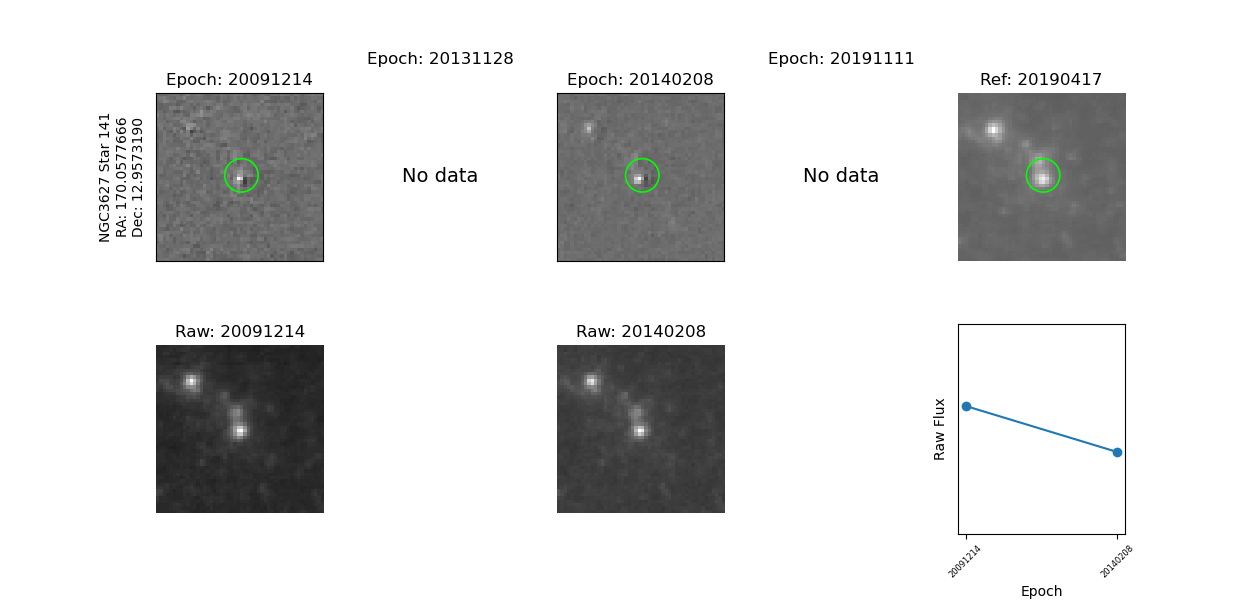 Epoch: 20131128
Epoch: 20191111
Epoch: 20091214
Epoch: 20140208
Ref: 20190417
NGC3627 Star 141
RA: 170.0577666
Dec: 12.9573190
No data
No data
Raw: 20091214
Raw: 20140208
Raw Flux
20091214
20140208
Epoch